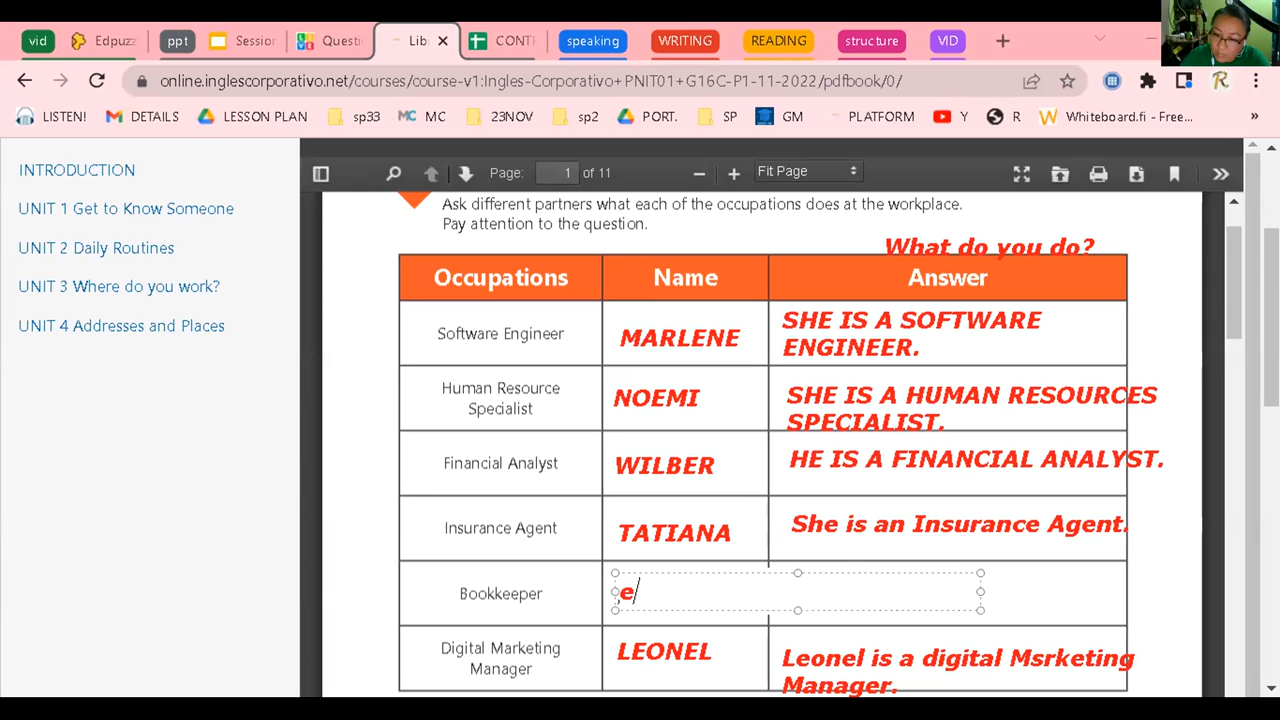 vid Edpuzz ppt Sessio Questi Lib CONT speaking WRITING READING structure VID
online.inglescorporativo.net/courses/course-v1:Ingles-Corporativo+PNIT01+G16C-P1-11-2022/pdfbook/0/
LISTEN! DETAILS LESSON PLAN sp33 MC MC 23NOV sp2 PORT. SP GM PLATFORM Y R Whiteboard.fi - Free... »
INTRODUCTION
UNIT 1 Get to Know Someone
UNIT 2 Daily Routines
UNIT 3 Where do you work?
UNIT 4 Addresses and Places
Page: 1 of 11 Fit Page
Ask different partners what each of the occupations does at the workplace.
Pay attention to the question.
What do you do?
Occupations Name Answer
Software Engineer MARLENE SHE IS A SOFTWARE
ENGINEER.
Human Resource
Specialist NOEMI SHE IS A HUMAN RESOURCES
SPECIALIST.
Financial Analyst WILBER HE IS A FINANCIAL ANALYST.
Insurance Agent TATIANA She is an Insurance Agent.
Bookkeeper ,e
Digital Marketing
Manager LEONEL Leonel is a digital Msrketing
Manager.